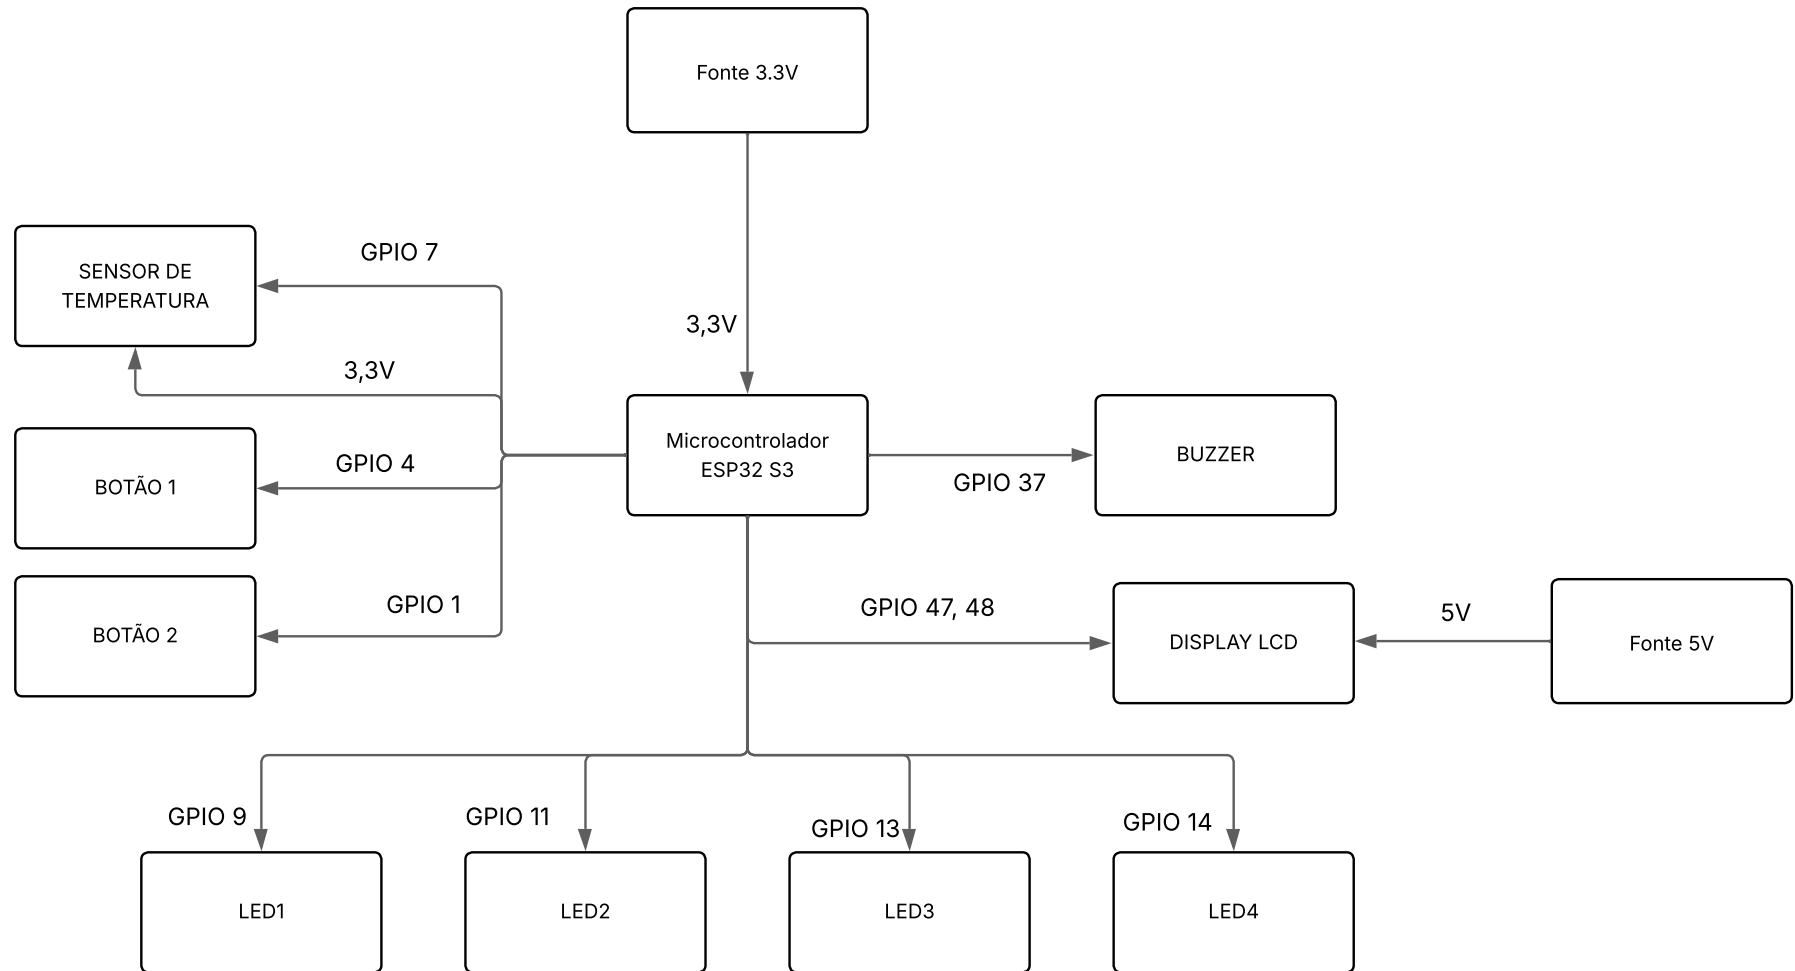 Fonte 3.3V
GPIO 7
SENSOR DE
TEMPERATURA
3,3V
3,3V
Microcontrolador
ESP32 S3
BUZZER
GPIO 4
GPIO 37
BOTÃO 1
GPIO 1
GPIO 47, 48
5V
BOTÃO 2
DISPLAY LCD
Fonte 5V
GPIO 9
GPIO 11
GPIO 13
GPIO 14
LED1
LED2
LED3
LED4